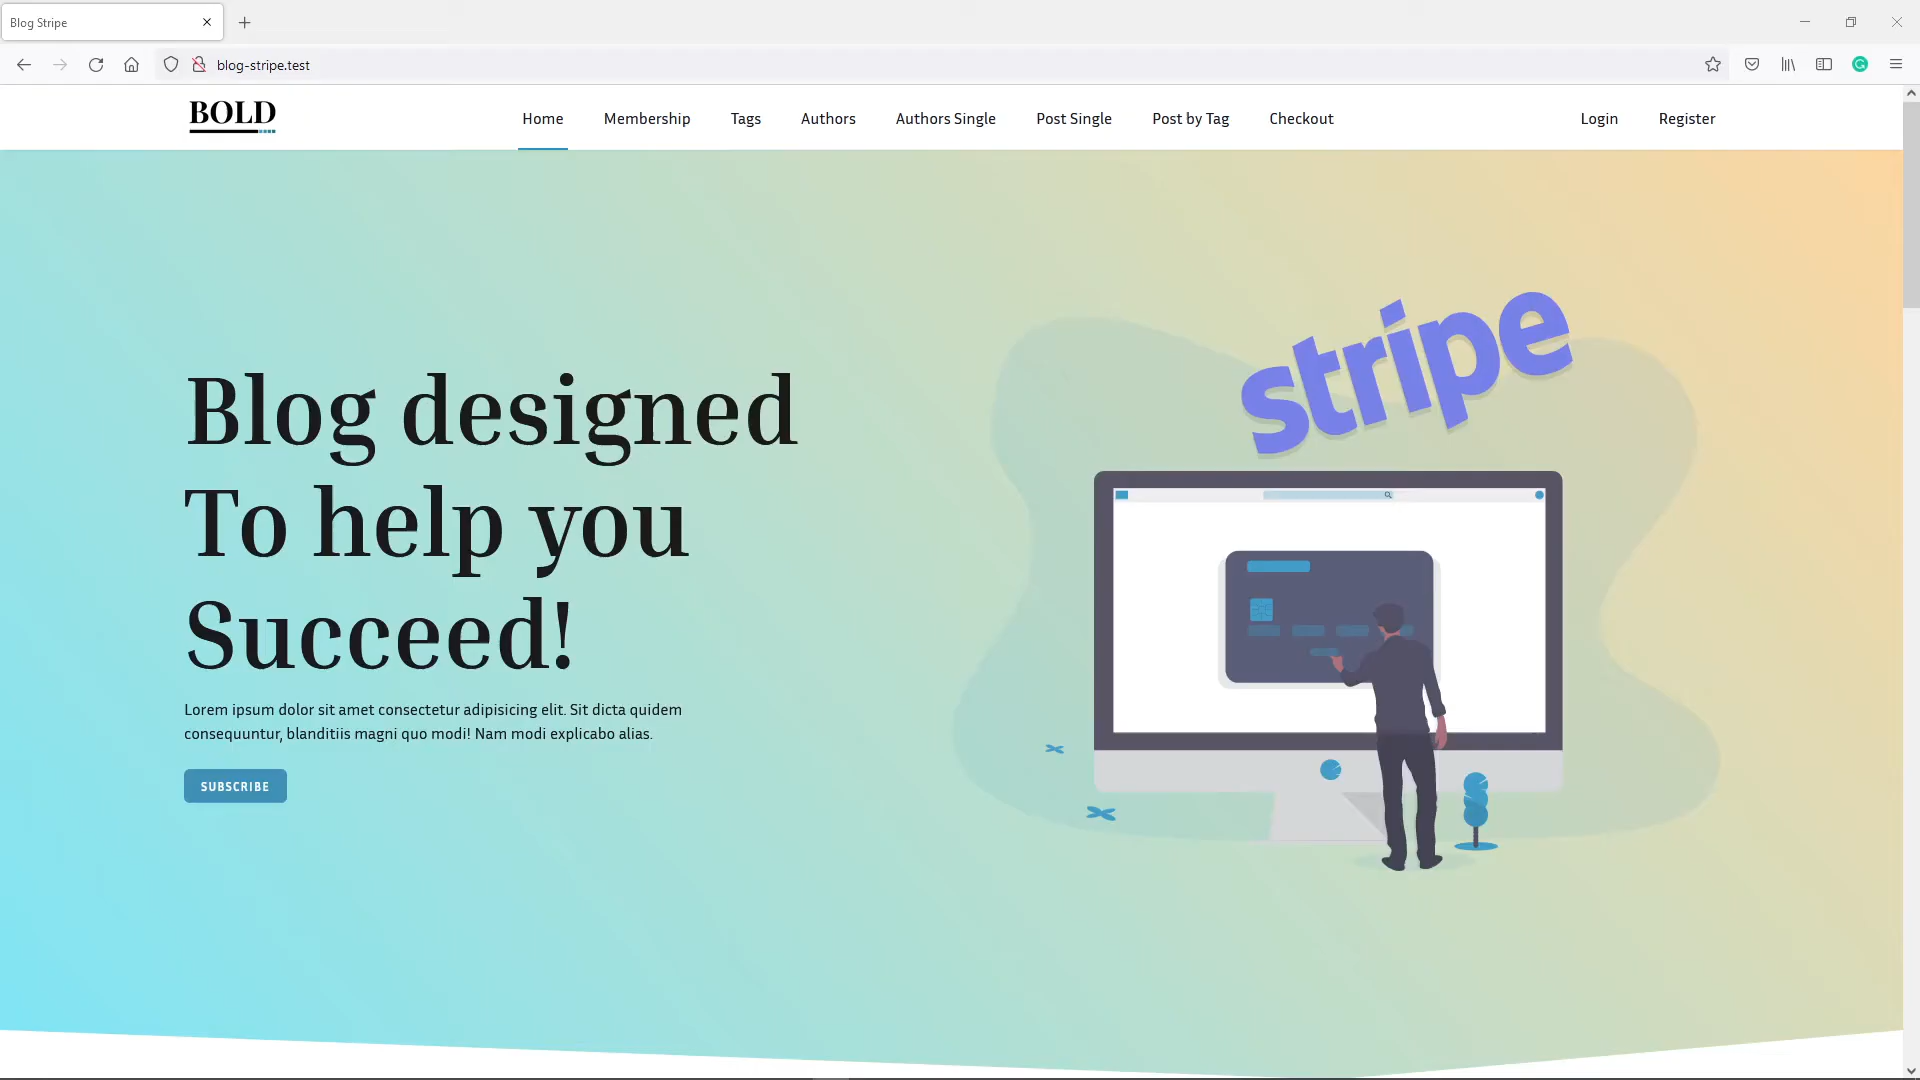 Blog Stripe
blog-stripe.test
BOLD
Home Membership Tags Authors Authors Single Post Single Post by Tag Checkout Login Register
stripe
Blog designed
To help you
Succeed!
Lorem ipsum dolor sit amet consectetur adipisicing elit. Sit dicta quidem
consequuntur, blanditiis magni quo modi! Nam modi explicabo alias.
SUBSCRIBE